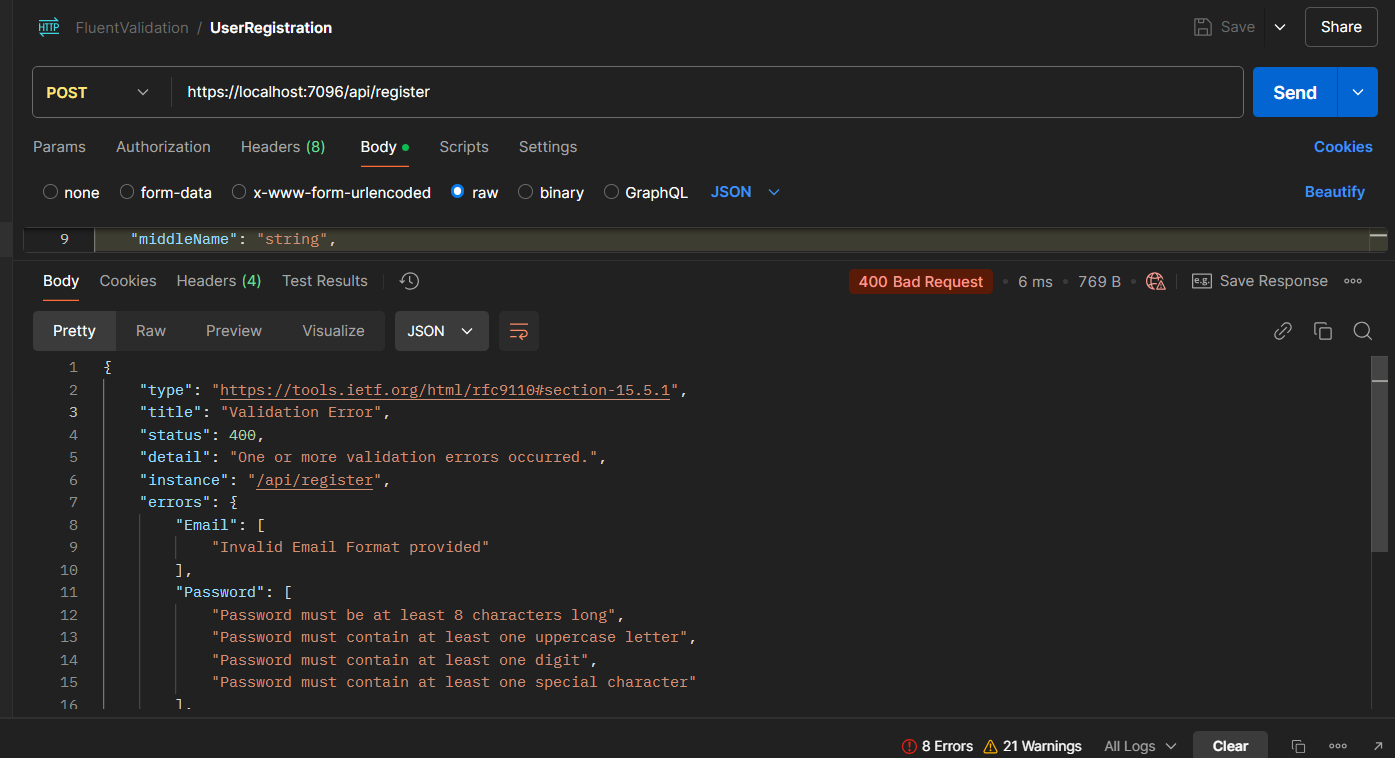 HTTP FluentValidation / UserRegistration Save Share
POST https://localhost:7096/api/register Send
Params Authorization Headers (8) Body Scripts Settings Cookies
none form-data x-www-form-urlencoded raw binary GraphQL JSON Beautify
9 "middleName": "string",
Body Cookies Headers (4) Test Results 400 Bad Request 6 ms 769 B e.g. Save Response
Pretty Raw Preview Visualize JSON
1 {
2 "type": "https://tools.ietf.org/html/rfc9110#section-15.5.1",
3 "title": "Validation Error",
4 "status": 400,
5 "detail": "One or more validation errors occurred.",
6 "instance": "/api/register",
7 "errors": {
8 "Email": [
9 "Invalid Email Format provided"
10 ],
11 "Password": [
12 "Password must be at least 8 characters long",
13 "Password must contain at least one uppercase letter",
14 "Password must contain at least one digit",
15 "Password must contain at least one special character"
16 ],
8 Errors 21 Warnings All Logs Clear